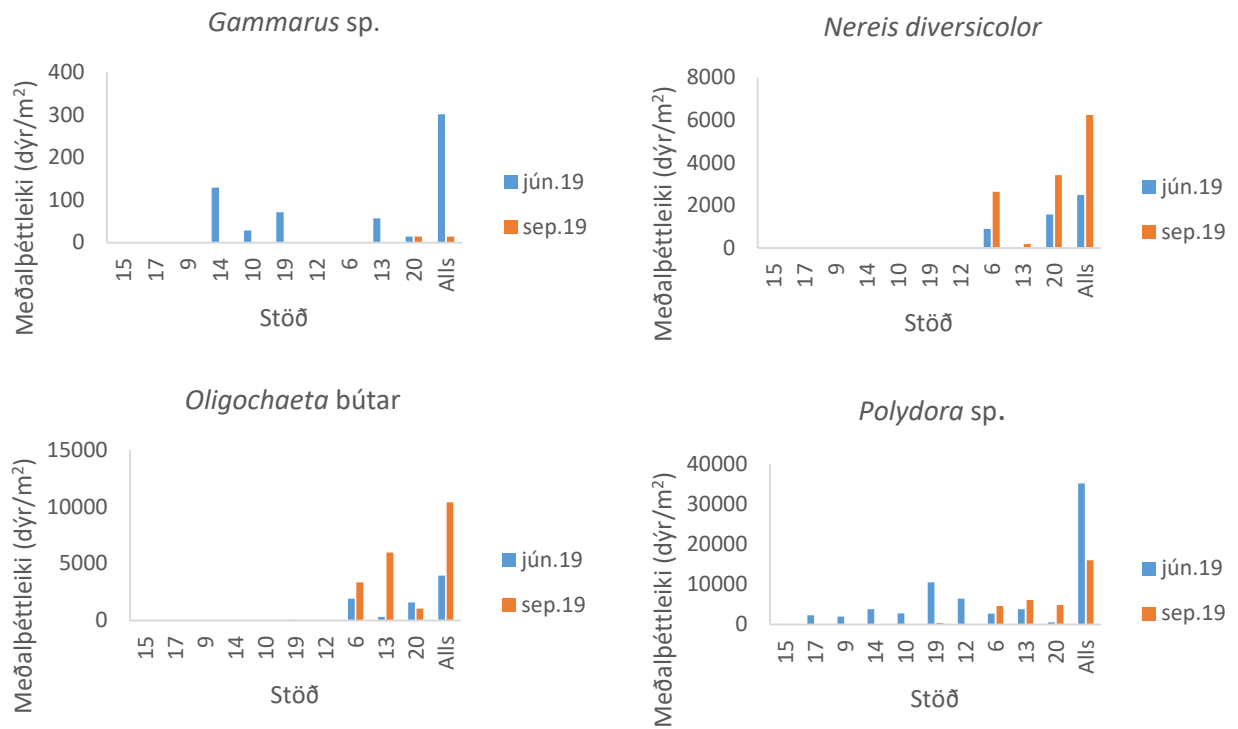 Gammarus sp.
Meðalþéttleiki (dýr/m²)
400
300
200
100
0
15 17 9 14 10 19 12 6 13 20 Alls
Stöð
jún.19
sep.19
Nereis diversicolor
Meðalþéttleiki (dýr/m²)
8000
6000
4000
2000
0
15 17 9 14 10 19 12 6 13 20 Alls
Stöð
jún.19
sep.19
Oligochaeta bútar
Meðalþéttleiki (dýr/m²)
15000
10000
5000
0
15 17 9 14 10 19 12 6 13 20 Alls
Stöð
jún.19
sep.19
Polydora sp.
Meðalþéttleiki (dýr/m²)
40000
30000
20000
10000
0
15 17 9 14 10 19 12 6 13 20 Alls
Stöð
jún.19
sep.19